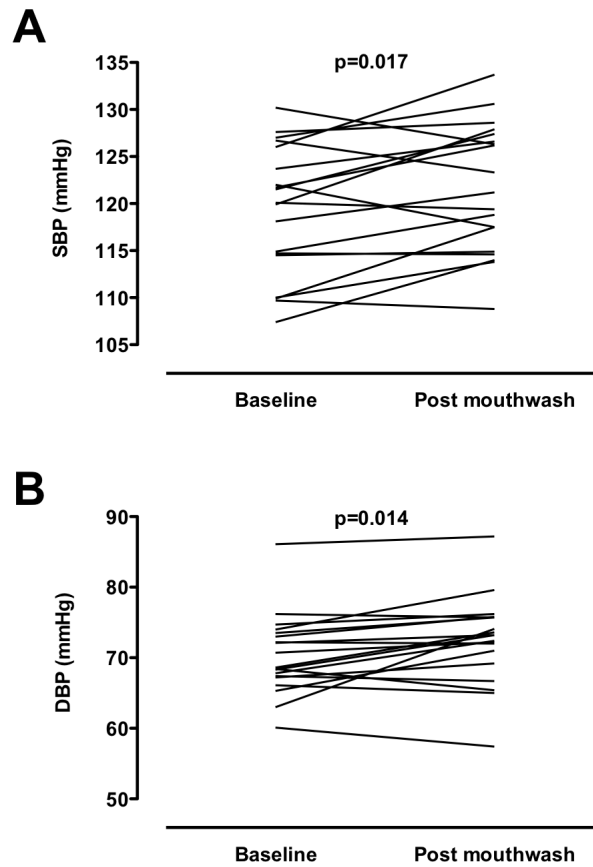 A
p=0.017
SBP (mmHg)
135
130
125
120
115
110
105
Baseline Post mouthwash
B
p=0.014
DBP (mmHg)
90
80
70
60
50
Baseline Post mouthwash